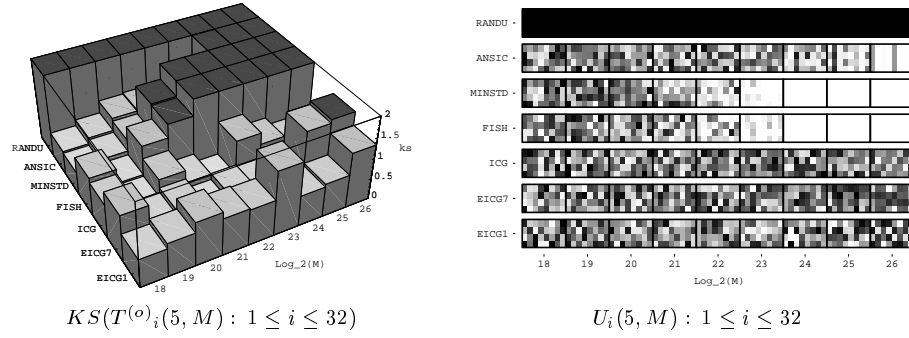 RANDU
ANSIC
MINSTD
FISH
ICG
EICG7
EICG1
18
19
20
21
22
23
24
25
26
Log_2(M)
0
0.5
1
1.5
2
ks
KS(T^{(o)}_i(5, M) : 1 ≤ i ≤ 32)
RANDU
ANSIC
MINSTD
FISH
ICG
EICG7
EICG1
18 19 20 21 22 23 24 25 26
Log_2(M)
U_i(5, M) : 1 ≤ i ≤ 32